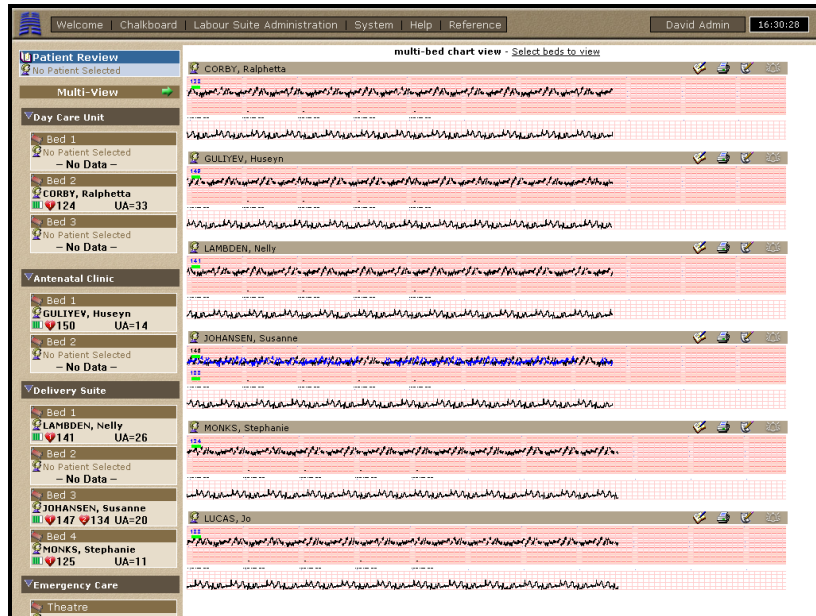 Welcome | Chalkboard | Labour Suite Administration | System | Help | Reference
David Admin
16:30:28
Patient Review
No Patient Selected
Multi-View
Day Care Unit
Bed 1
No Patient Selected
– No Data –
Bed 2
CORBY, Ralphetta
124 UA=33
Bed 3
No Patient Selected
– No Data –
Antenatal Clinic
Bed 1
GULIYEV, Huseyn
150 UA=14
Bed 2
No Patient Selected
– No Data –
Delivery Suite
Bed 1
LAMBDEN, Nelly
141 UA=26
Bed 2
No Patient Selected
– No Data –
Bed 3
JOHANSEN, Susanne
147 134 UA=20
Bed 4
MONKS, Stephanie
125 UA=11
Emergency Care
Theatre
multi-bed chart view - Select beds to view
CORBY, Ralphetta
GULIYEV, Huseyn
LAMBDEN, Nelly
141
JOHANSEN, Susanne
MONKS, Stephanie
LUCAS, Jo